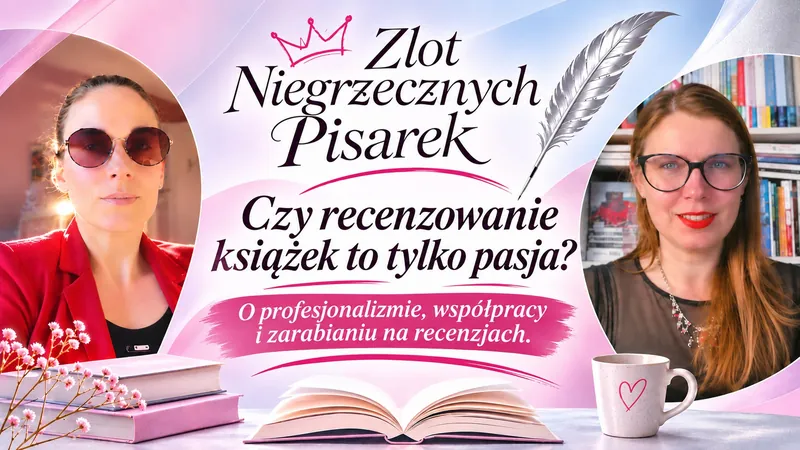 Zlot
Niegrzecznych
Pisarek
Czy recenzowanie
książek to tylko pasja?
O profesjonalizmie, współpracy
i zarabianiu na recenzjach.